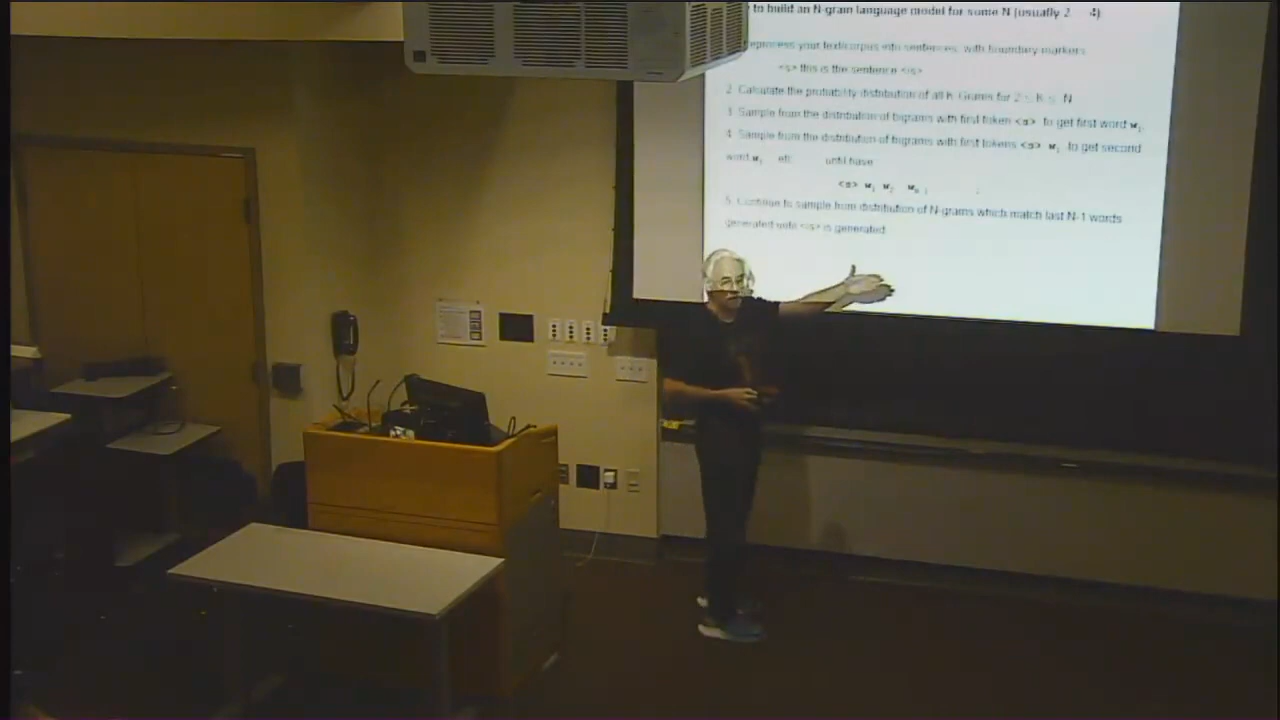 to build an N-gram language model for some N (usually 2 4)
your text/corpus into sentences, with boundary markers
<s> this is the sentence </s>
2. Calculate the probability distribution of all K-Grams for 2 ≤ K ≤ N
3. Sample from the distribution of bigrams with first token <s> to get first word w₁.
4. Sample from the distribution of bigrams with first tokens <s> w₁ to get second
word w₂ etc until have
<s> w₁ w₂
5. Continue to sample from distribution of N-grams which match last N-1 words
generated until </s> is generated